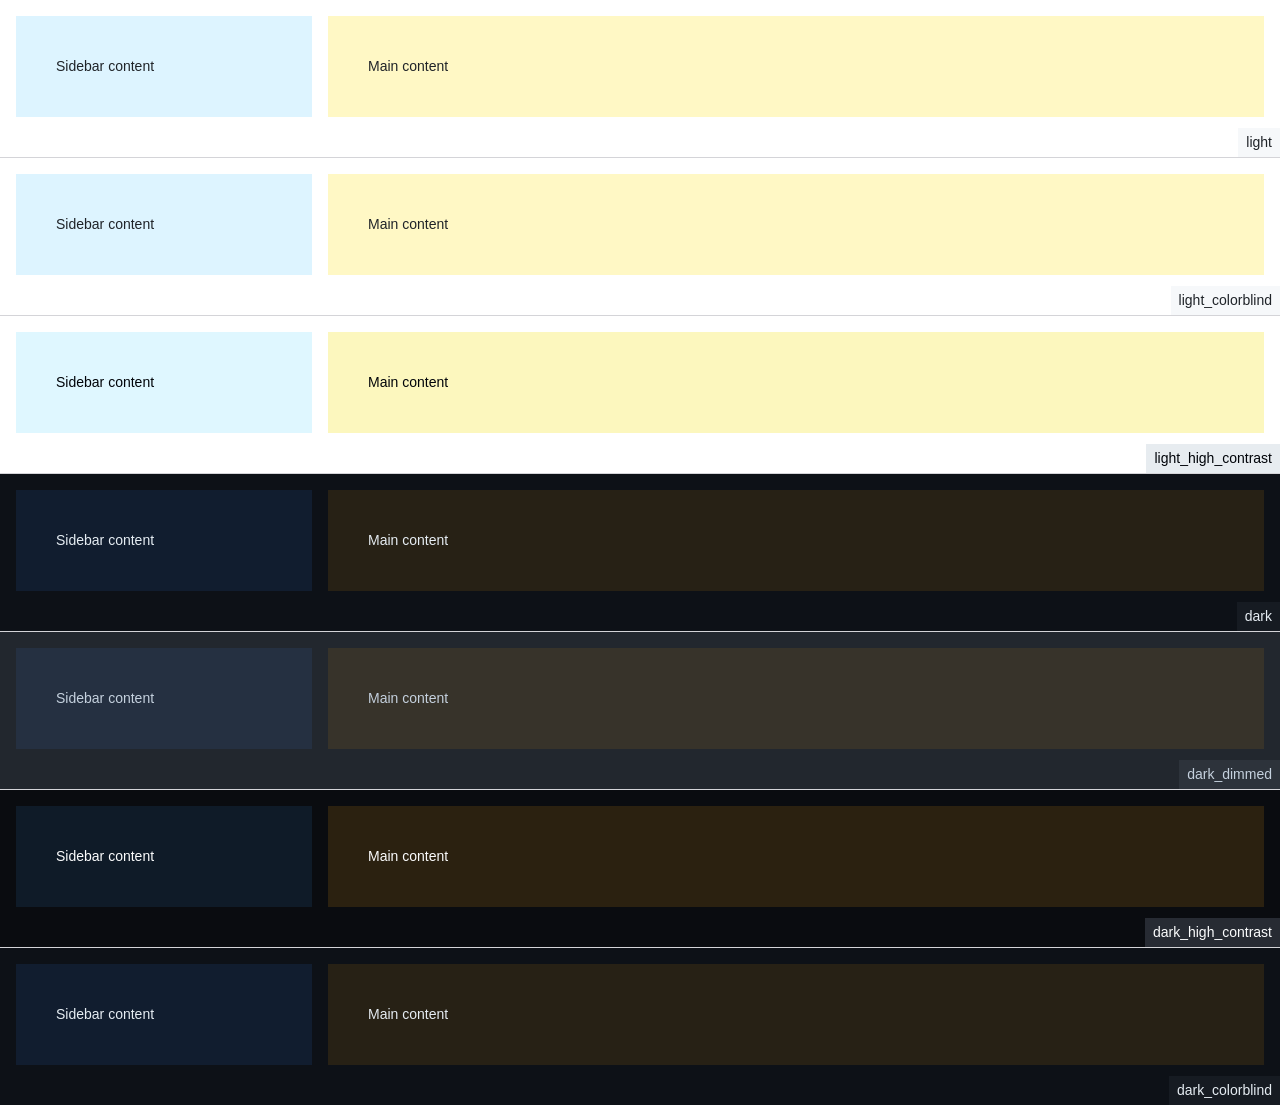 Sidebar content
Main content
light
Sidebar content
Main content
light_colorblind
Sidebar content
Main content
light_high_contrast
Sidebar content
Main content
dark
Sidebar content
Main content
dark_dimmed
Sidebar content
Main content
dark_high_contrast
Sidebar content
Main content
dark_colorblind